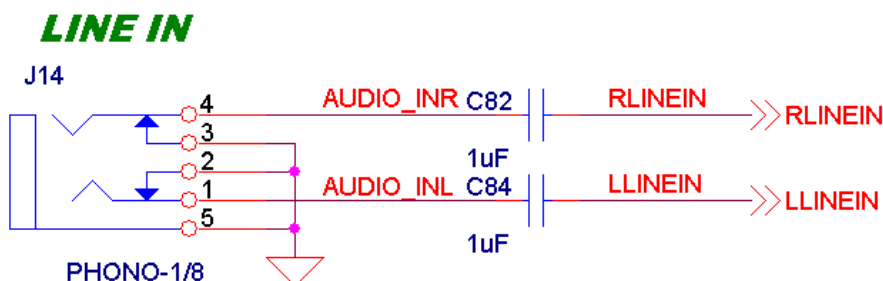 LINE IN
J14
4 AUDIO_INR C82 RLINEIN RLINEIN
3
1uF
2
1 AUDIO_INL C84 LLINEIN LLINEIN
5
1uF
PHONO-1/8